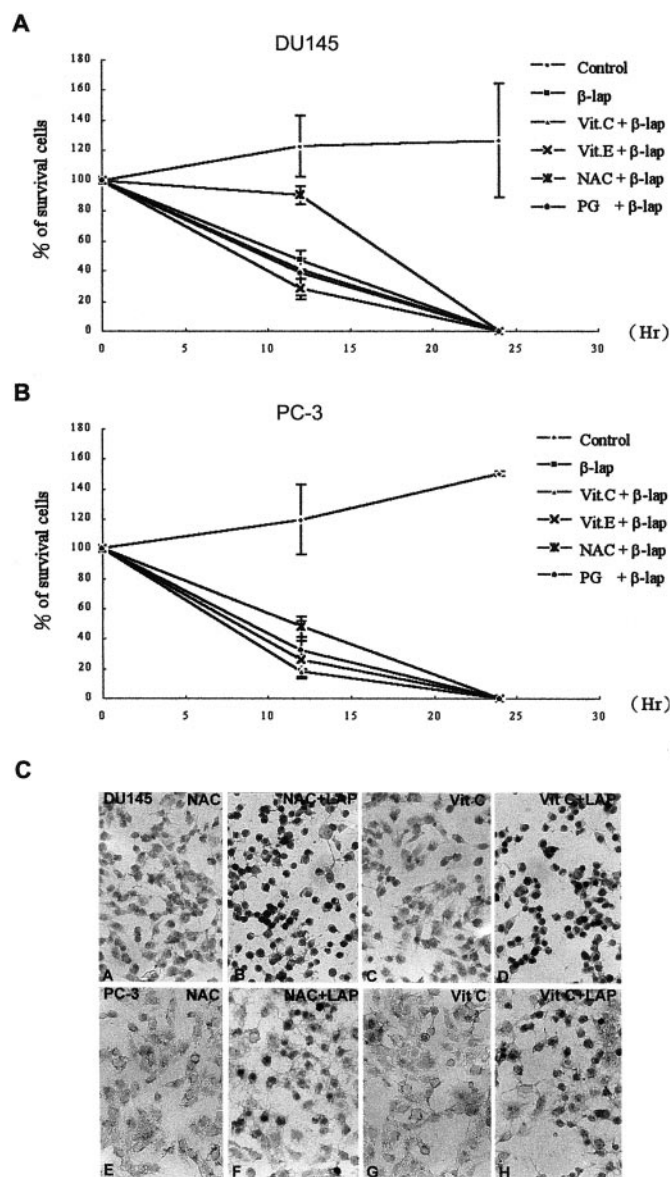 A
DU145
180
160
140
120
100
80
60
40
20
0
% of survival cells
0 5 10 15 20 25 30
(Hr)
Control
β-lap
Vit.C + β-lap
Vit.E + β-lap
NAC + β-lap
PG + β-lap
B
PC-3
180
160
140
120
100
80
60
40
20
0
% of survival cells
0 5 10 15 20 25 30
(Hr)
Control
β-lap
Vit.C + β-lap
Vit.E + β-lap
NAC + β-lap
PG + β-lap
C
DU145 NAC NAC+LAP Vit C Vit C+LAP
A B C D
PC-3 NAC NAC+LAP Vit C Vit C+LAP
E F G H